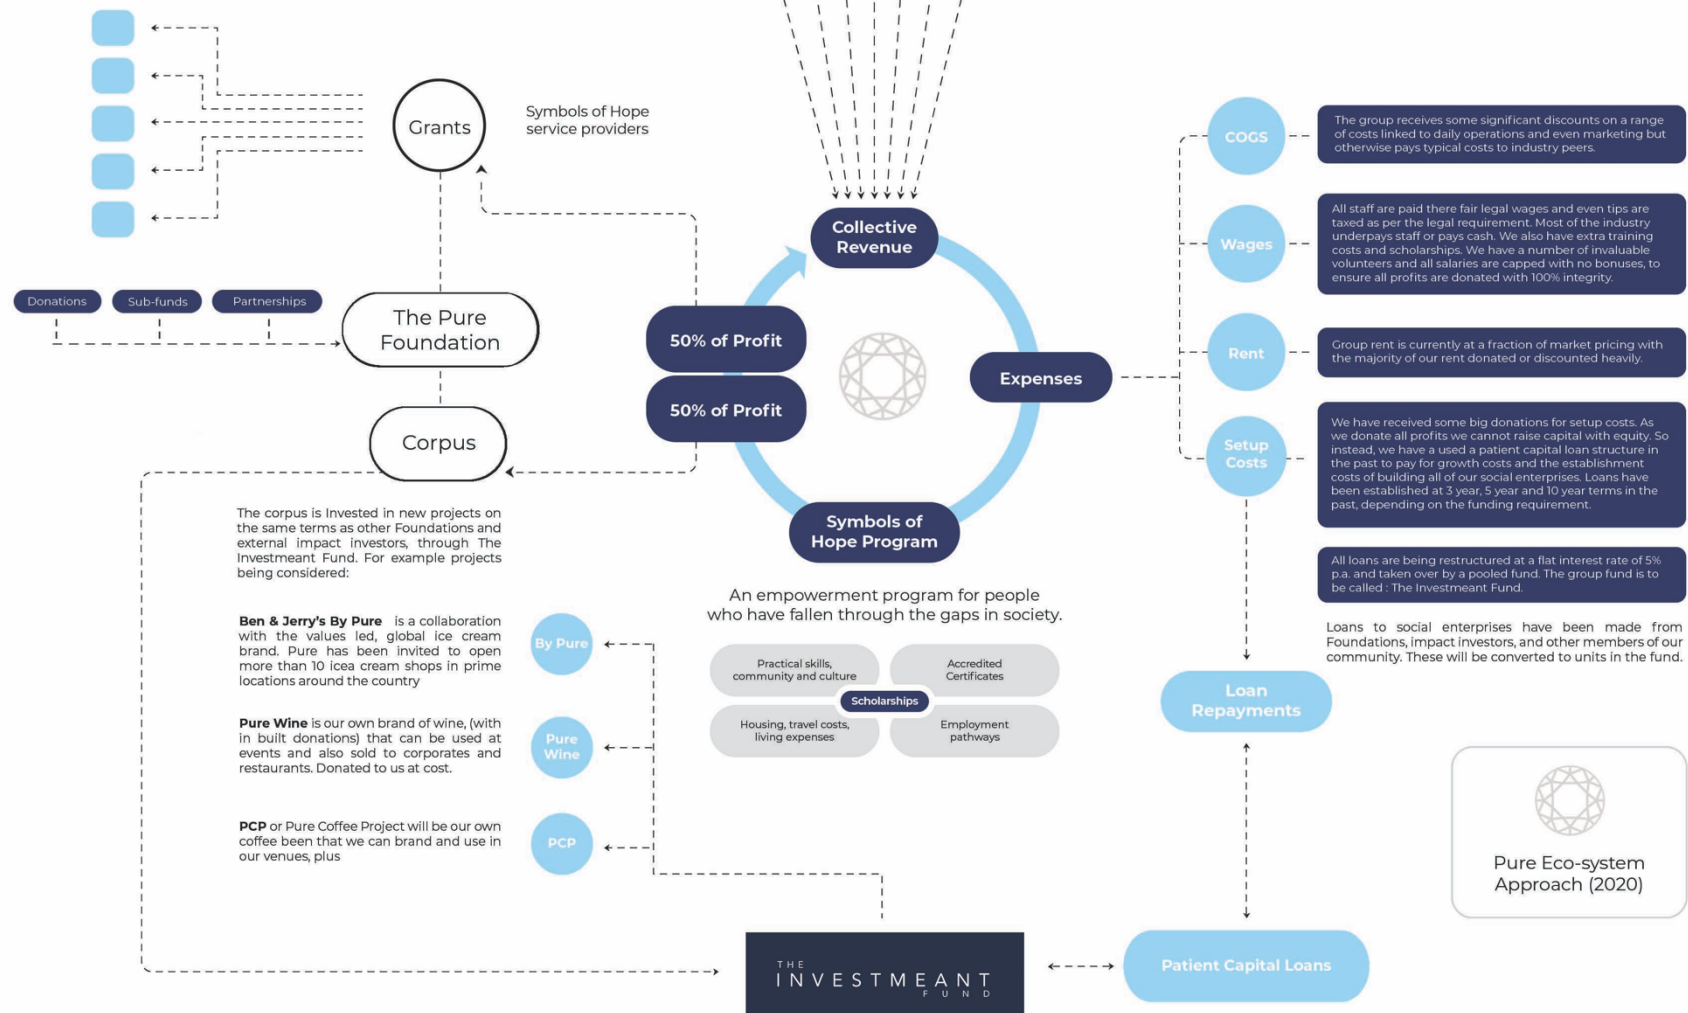 Grants
Symbols of Hope
service providers
Donations
Sub-funds
Partnerships
The Pure
Foundation
Corpus
The corpus is Invested in new projects on
the same terms as other Foundations and
external impact investors, through The
Investmeant Fund. For example projects
being considered:
Ben & Jerry's By Pure is a collaboration
with the values led, global ice cream
brand. Pure has been invited to open
more than 10 icea cream shops in prime
locations around the country
Pure Wine is our own brand of wine, (with
in built donations) that can be used at
events and also sold to corporates and
restaurants. Donated to us at cost.
PCP or Pure Coffee Project will be our own
coffee been that we can brand and use in
our venues, plus
By Pure
Pure
Wine
PCP
Collective
Revenue
50% of Profit
50% of Profit
Expenses
Symbols of
Hope Program
An empowerment program for people
who have fallen through the gaps in society.
Practical skills,
community and culture
Accredited
Certificates
Scholarships
Housing, travel costs,
living expenses
Employment
pathways
COGS
The group receives some significant discounts on a range
of costs linked to daily operations and even marketing but
otherwise pays typical costs to industry peers.
Wages
All staff are paid there fair legal wages and even tips are
taxed as per the legal requirement. Most of the industry
underpays staff or pays cash. We also have extra training
costs and scholarships. We have a number of invaluable
volunteers and all salaries are capped with no bonuses, to
ensure all profits are donated with 100% integrity.
Rent
Group rent is currently at a fraction of market pricing with
the majority of our rent donated or discounted heavily.
Setup
Costs
We have received some big donations for setup costs. As
we donate all profits we cannot raise capital with equity. So
instead, we have a used a patient capital loan structure in
the past to pay for growth costs and the establishment
costs of building all of our social enterprises. Loans have
been established at 3 year, 5 year and 10 year terms in the
past, depending on the funding requirement.
All loans are being restructured at a flat interest rate of 5%
p.a. and taken over by a pooled fund. The group fund is to
be called : The Investmeant Fund.
Loans to social enterprises have been made from
Foundations, impact investors, and other members of our
community. These will be converted to units in the fund.
Loan
Repayments
Patient Capital Loans
THE
INVESTMEANT
FUND
Pure Eco-system
Approach (2020)